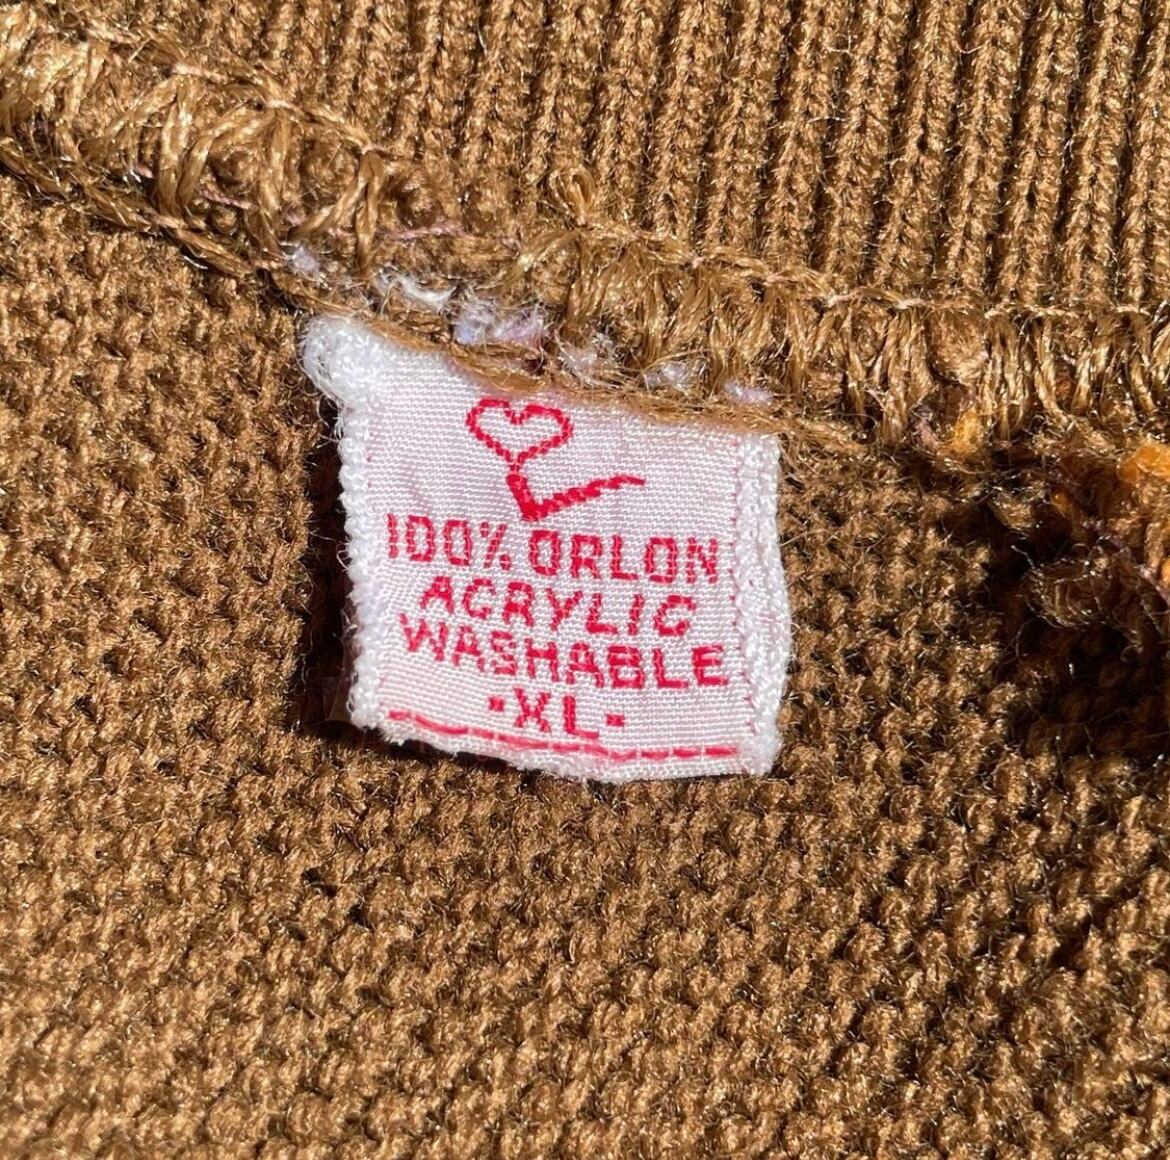 100% ORLON
ACRYLIC
WASHABLE
-XL-